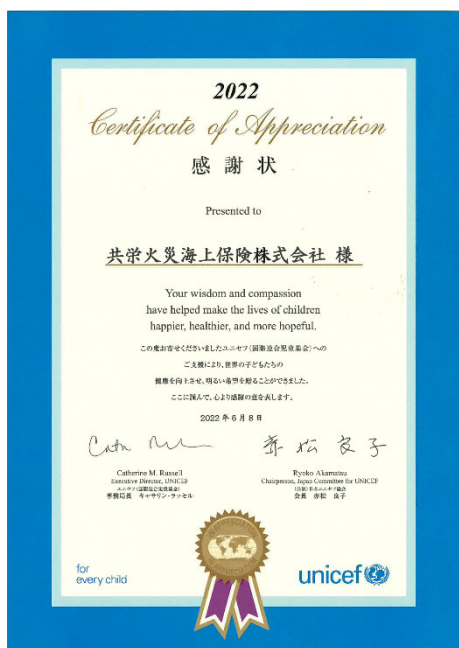 2022
Certificate of Appreciation
感謝状
Presented to
共栄火災海上保険株式会社 様
Your wisdom and compassion
have helped make the lives of children
happier, healthier, and more hopeful.
この度お寄せくださいましたユニセフ(国際連合児童基金)への
ご支援により、世界の子どもたちの
健康を向上させ、明るい希望を贈ることができました。
ここに謹んで、心より感謝の意を表します。
2022年6月8日
赤松良子
Catherine M. Russell
Executive Director, UNICEF
ユニセフ(国際連合児童基金)
事務局長 キャサリン・ラッセル
Ryoko Akamatsu
Chairperson, Japan Committee for UNICEF
(公財)日本ユニセフ協会
会長 赤松 良子
for
every child
unicef